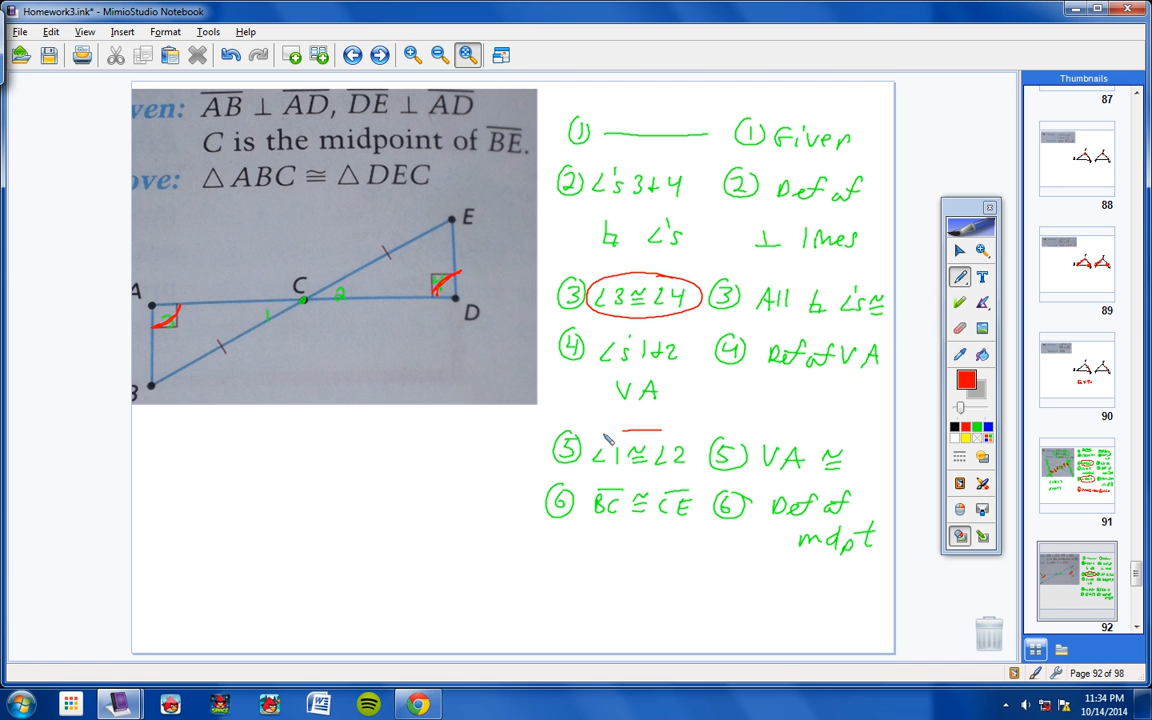 Homework3.ink* - MimioStudio Notebook
File Edit View Insert Format Tools Help
ven: AB ⊥ AD, DE ⊥ AD
C is the midpoint of BE.
ove: △ABC ≅ △DEC
E
C
2
4
A
3
1
D
B
① ———— ① Given
② ∠'s 3+4 ② Def of
∠'s ⊥ lines
③ ∠3≅∠4 ③ All ∠'s≅
④ ∠'s 1+2 ④ Def of VA
VA
⑤ ∠1≅∠2 ⑤ VA ≅
⑥ BC ≅ CE ⑥ Def of
mdpt
Thumbnails
87
88
89
90
91
92
Page 92 of 98
11:34 PM
10/14/2014